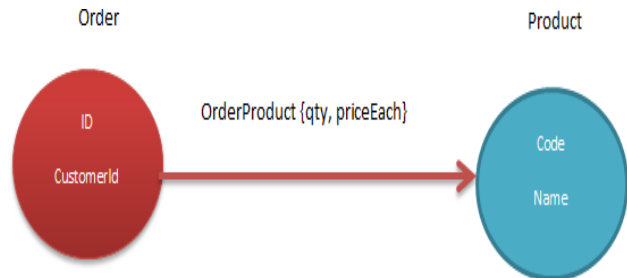 Order
Product
ID
CustomerId
OrderProduct {qty, priceEach}
Code
Name